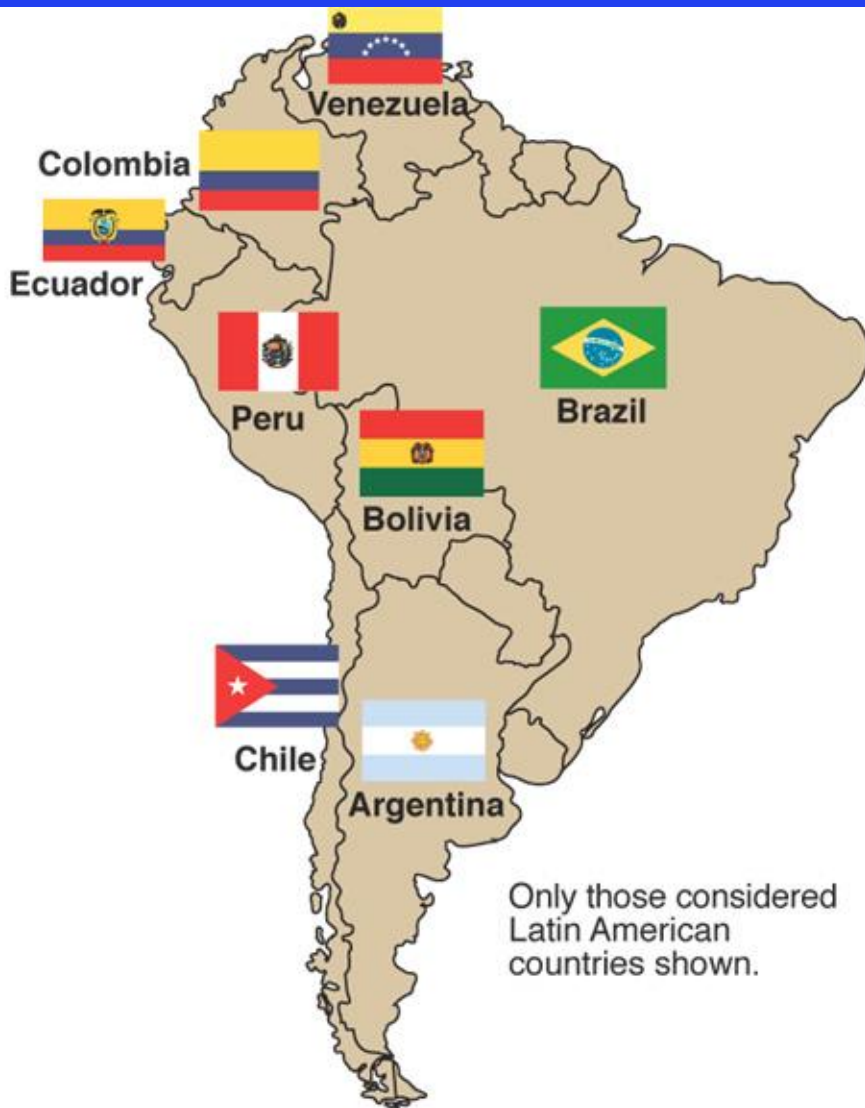 Venezuela
Colombia
Ecuador
Peru
Brazil
Bolivia
Chile
Argentina
Only those considered
Latin American
countries shown.